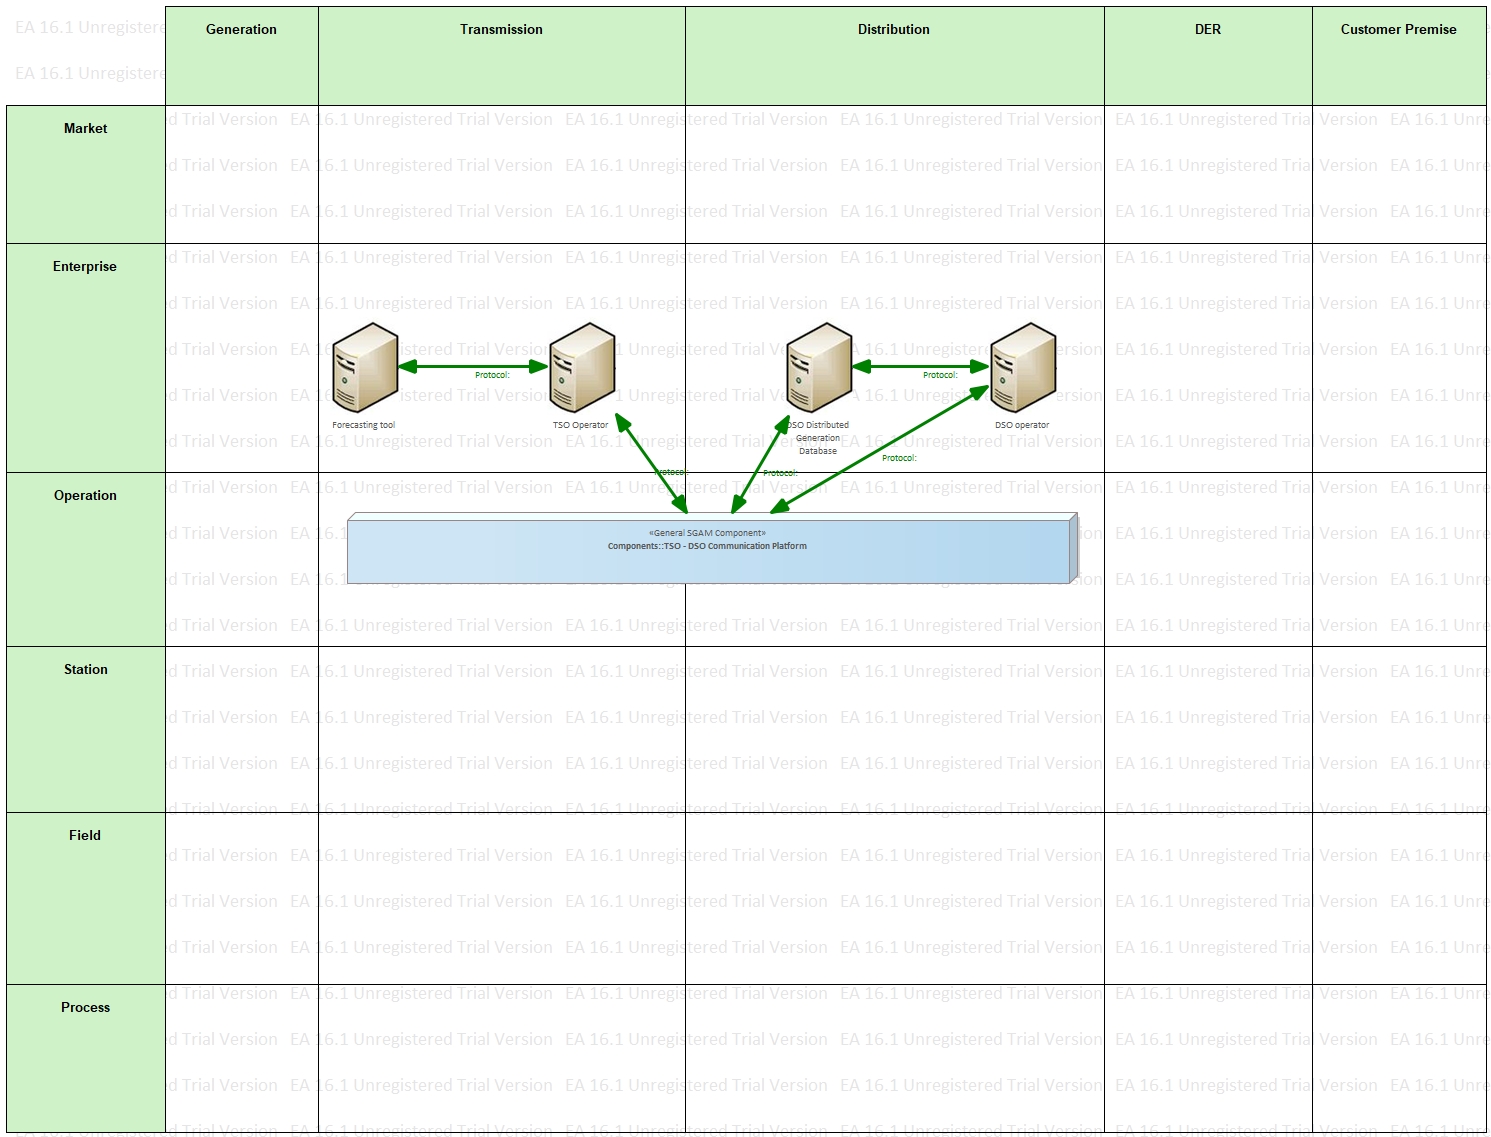 Generation Transmission Distribution DER Customer Premise
Market
Enterprise
Protocol: Protocol:
Forecasting tool TSO Operator DSO Distributed DSO operator
Generation
Database
Protocol:
Protocol: Protocol:
Operation
«General SGAM Component»
Components::TSO - DSO Communication Platform
Station
Field
Process
EA 16.1 Unregistered Trial Version